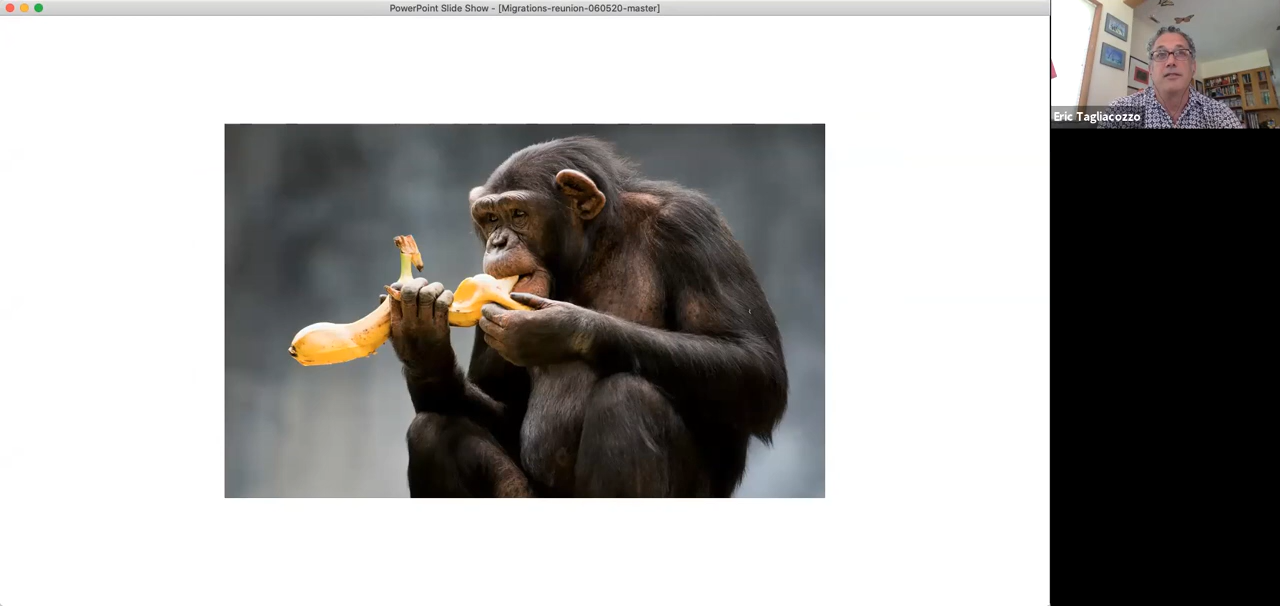 PowerPoint Slide Show - [Migrations-reunion-060520-master]
Eric Tagliacozzo